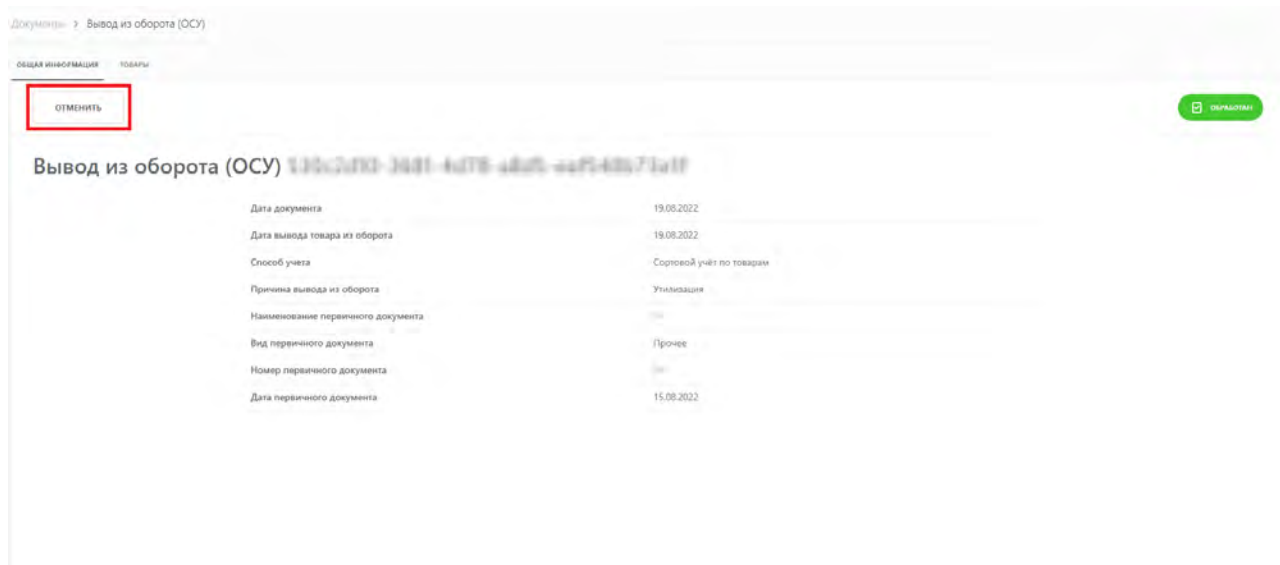 Документы > Вывод из оборота (ОСУ)
ОБЩАЯ ИНФОРМАЦИЯ ТОВАРЫ
ОТМЕНИТЬ ОБРАБОТАН
Вывод из оборота (ОСУ)
Дата документа 19.08.2022
Дата вывода товара из оборота 19.08.2022
Способ учета Сортовой учёт по товарам
Причина вывода из оборота Утилизация
Наименование первичного документа
Вид первичного документа Прочее
Номер первичного документа
Дата первичного документа 15.08.2022